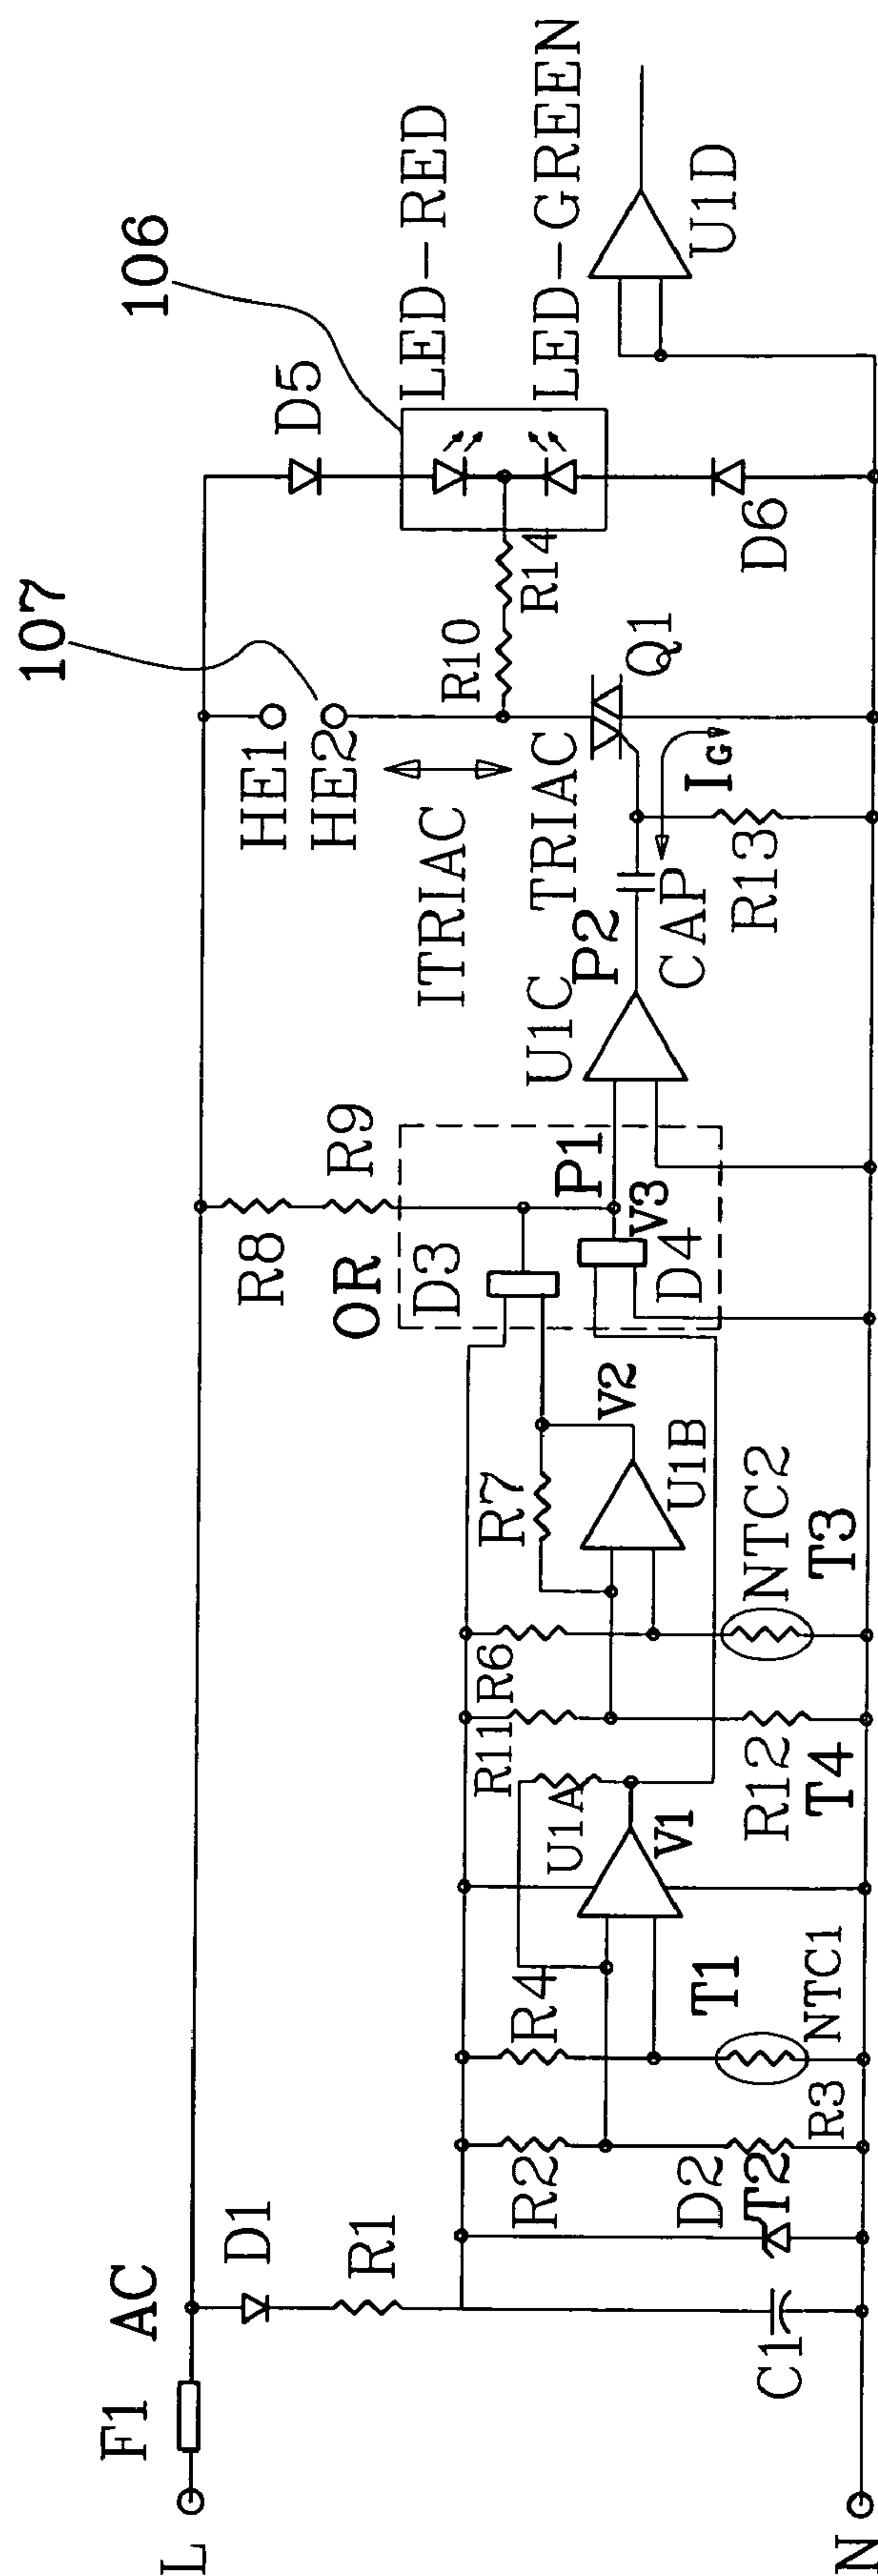 L
F1
AC
N
D1
R1
C1
R2
D2
T2
R3
R4
T1
NTC1
U1A
V1
R11
R6
R12
T4
R7
U1B
V2
NTC2
T3
R8
R9
OR
D3
P1
V3
D4
U1C
P2
CAP
ITRIAC
TRIAC
HE1
HE2
107
R10
R14
Q1
IG
R13
D5
106
LED-RED
LED-GREEN
D6
U1D